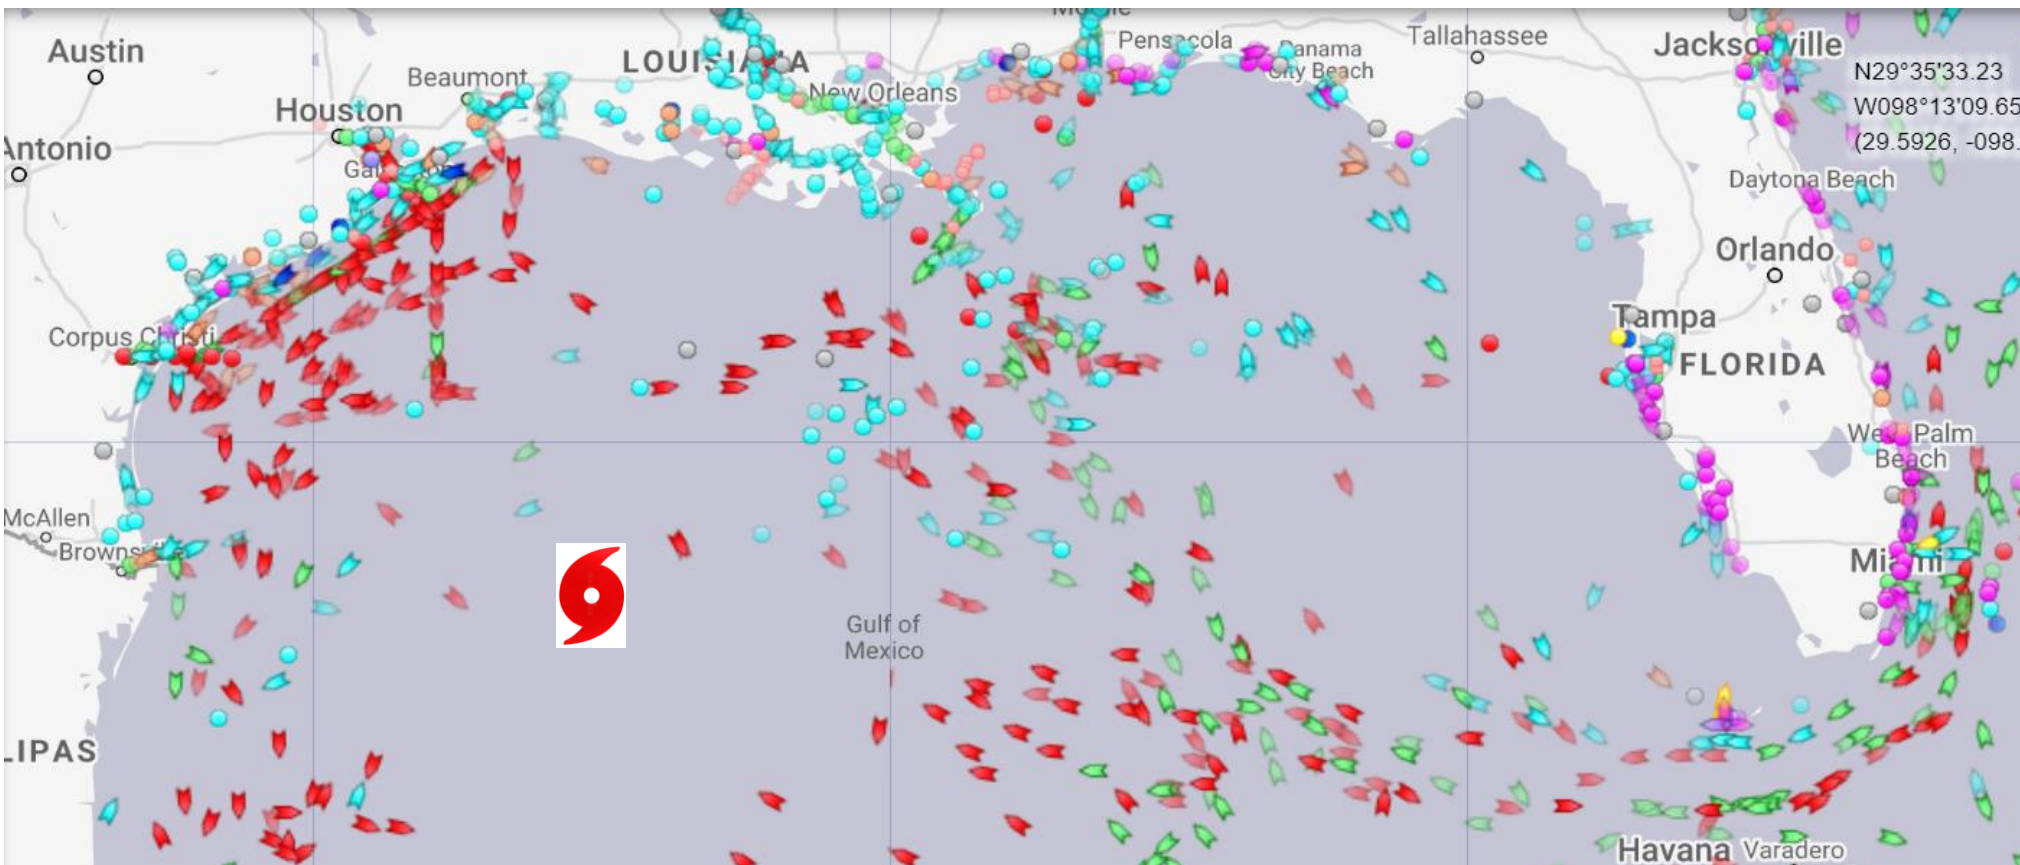 Austin
LOUISIANA
Pensacola
Panama
City Beach
Tallahassee
Jacksonville
N29°35'33.23
W098°13'09.65
(29.5926, -098.
Beaumont
Houston
New Orleans
Antonio
Daytona Beach
Orlando
Corpus Christi
Tampa
FLORIDA
West Palm
Beach
McAllen
Brownsville
Miami
Gulf of
Mexico
LIPAS
Havana
Varadero